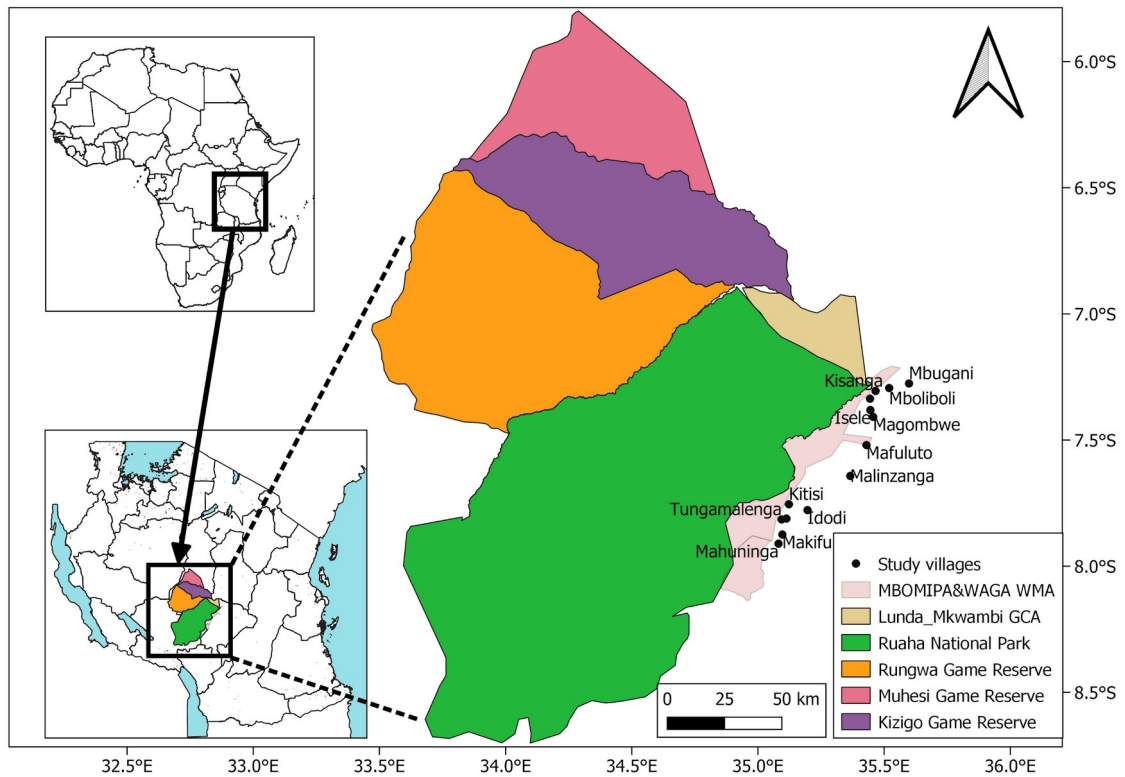 6.0°S
6.5°S
7.0°S
7.5°S
8.0°S
8.5°S
Kisanga
Mbugani
Mboliboli
Isele
Magombwe
Mafuluto
Malinzanga
Kitisi
Tungamalenga
Idodi
Makifu
Mahuninga
Study villages
MBOMIPA&WAGA WMA
Lunda_Mkwambi GCA
Ruaha National Park
Rungwa Game Reserve
Muhesi Game Reserve
Kizigo Game Reserve
0 25 50 km
32.5°E 33.0°E 33.5°E 34.0°E 34.5°E 35.0°E 35.5°E 36.0°E